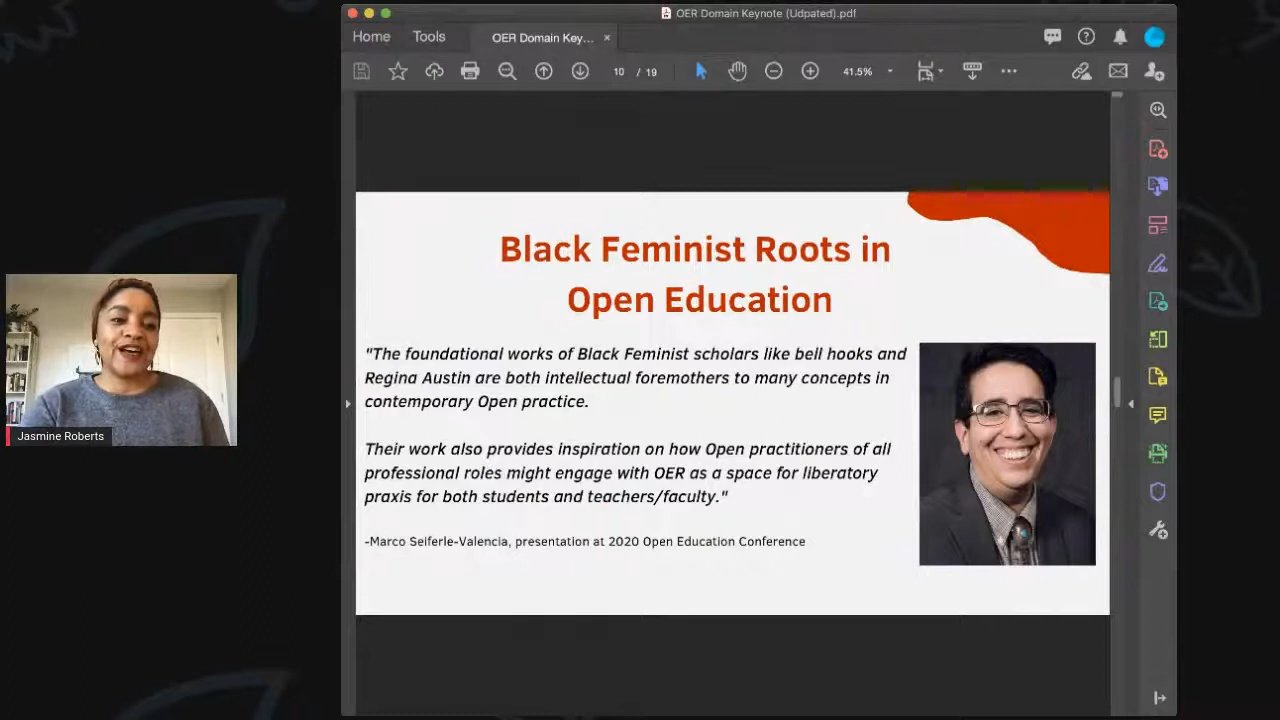 OER Domain Keynote (Udpated).pdf
Home Tools OER Domain Key... ×
10 / 19 41.5%
Black Feminist Roots in
Open Education
"The foundational works of Black Feminist scholars like bell hooks and
Regina Austin are both intellectual foremothers to many concepts in
contemporary Open practice.
Their work also provides inspiration on how Open practitioners of all
professional roles might engage with OER as a space for liberatory
praxis for both students and teachers/faculty."
-Marco Seiferle-Valencia, presentation at 2020 Open Education Conference
Jasmine Roberts